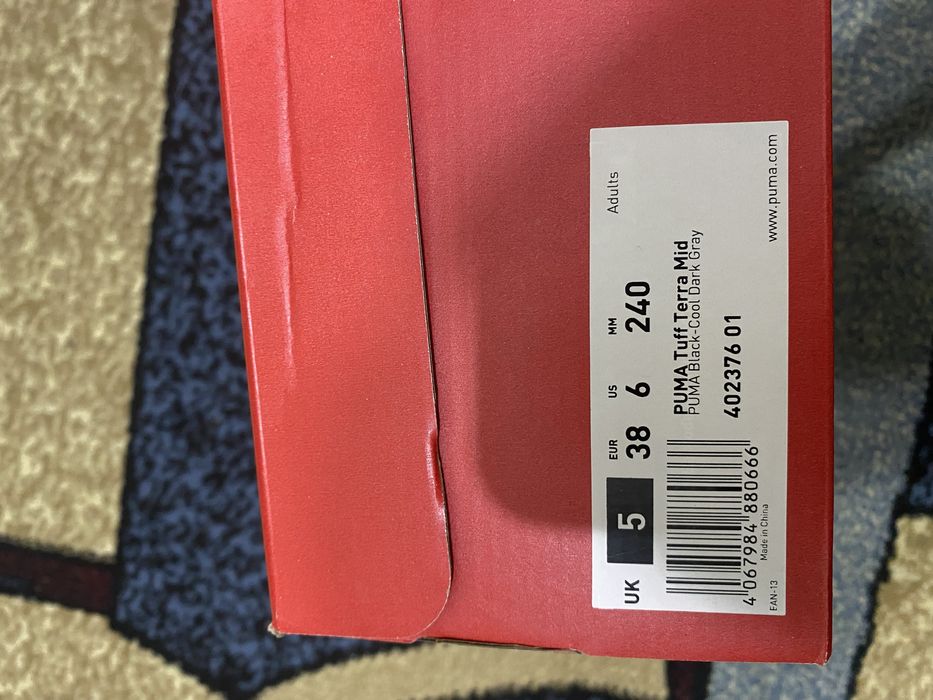 Adults
UK 5 EUR 38 US 6 MM 240
PUMA Tuff Terra Mid
PUMA Black-Cool Dark Gray
402376 01
4 067984 880666
Made in China
EAN-13
www.puma.com